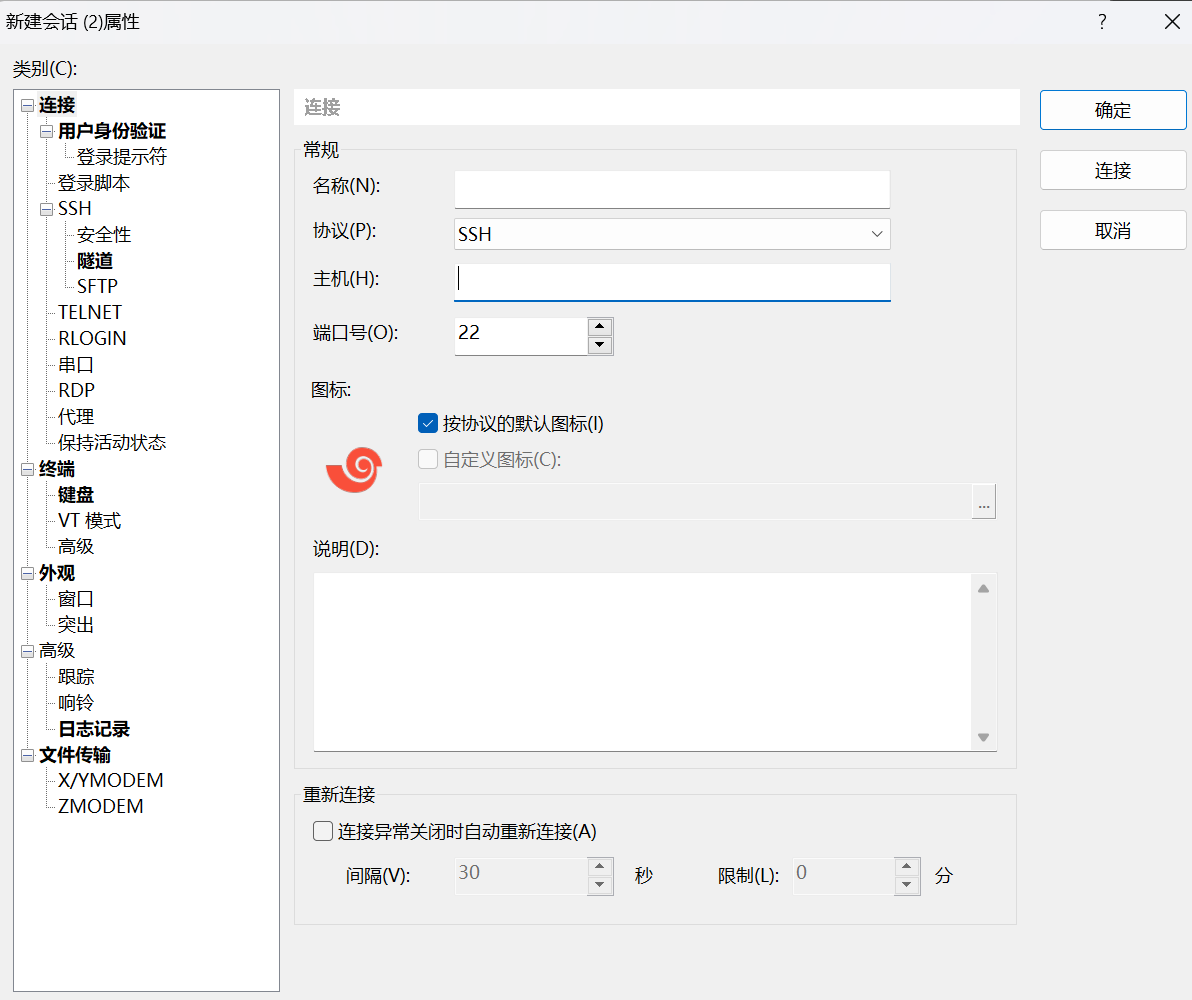 新建会话 (2)属性
?
类别(C):
连接
用户身份验证
登录提示符
登录脚本
SSH
安全性
隧道
SFTP
TELNET
RLOGIN
串口
RDP
代理
保持活动状态
终端
键盘
VT 模式
高级
外观
窗口
突出
高级
跟踪
响铃
日志记录
文件传输
X/YMODEM
ZMODEM
连接
常规
名称(N):
协议(P): SSH
主机(H):
端口号(O): 22
图标:
按协议的默认图标(I)
自定义图标(C):
...
说明(D):
重新连接
连接异常关闭时自动重新连接(A)
间隔(V): 30 秒 限制(L): 0 分
确定
连接
取消